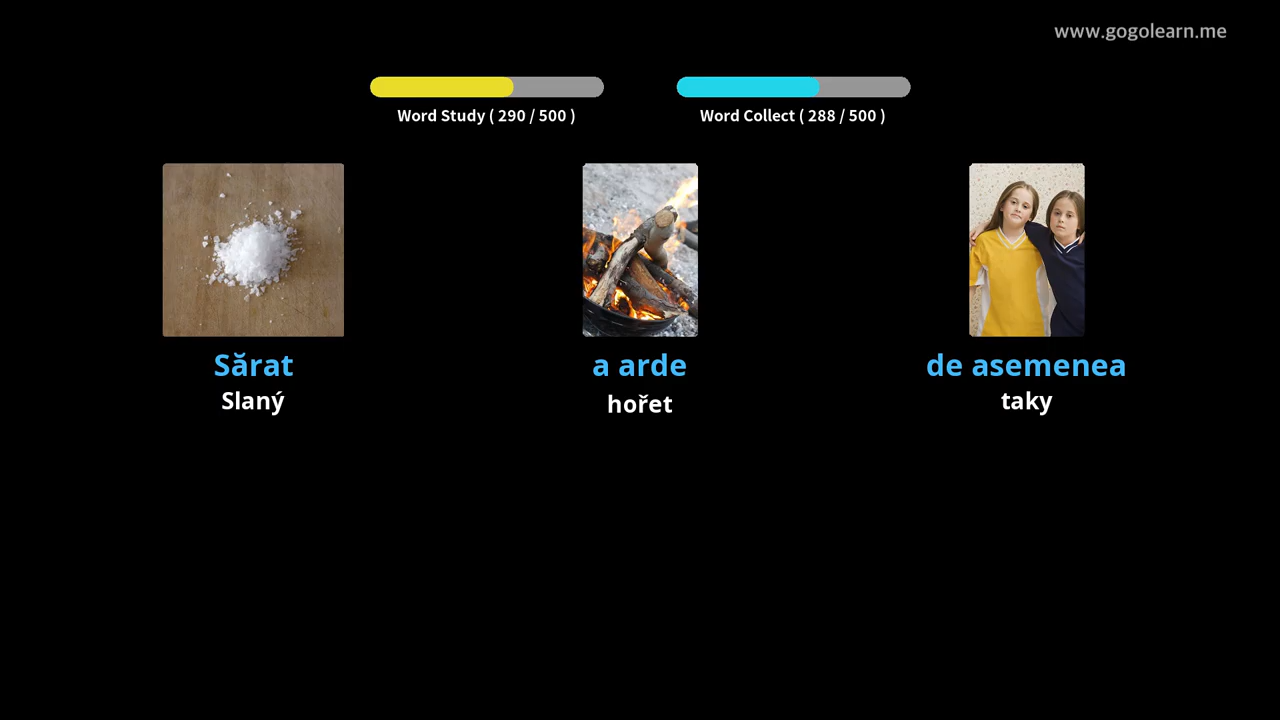 www.gogolearn.me
Word Study ( 290 / 500 )
Word Collect ( 288 / 500 )
Sărat
Slaný
a arde
hořet
de asemenea
taky